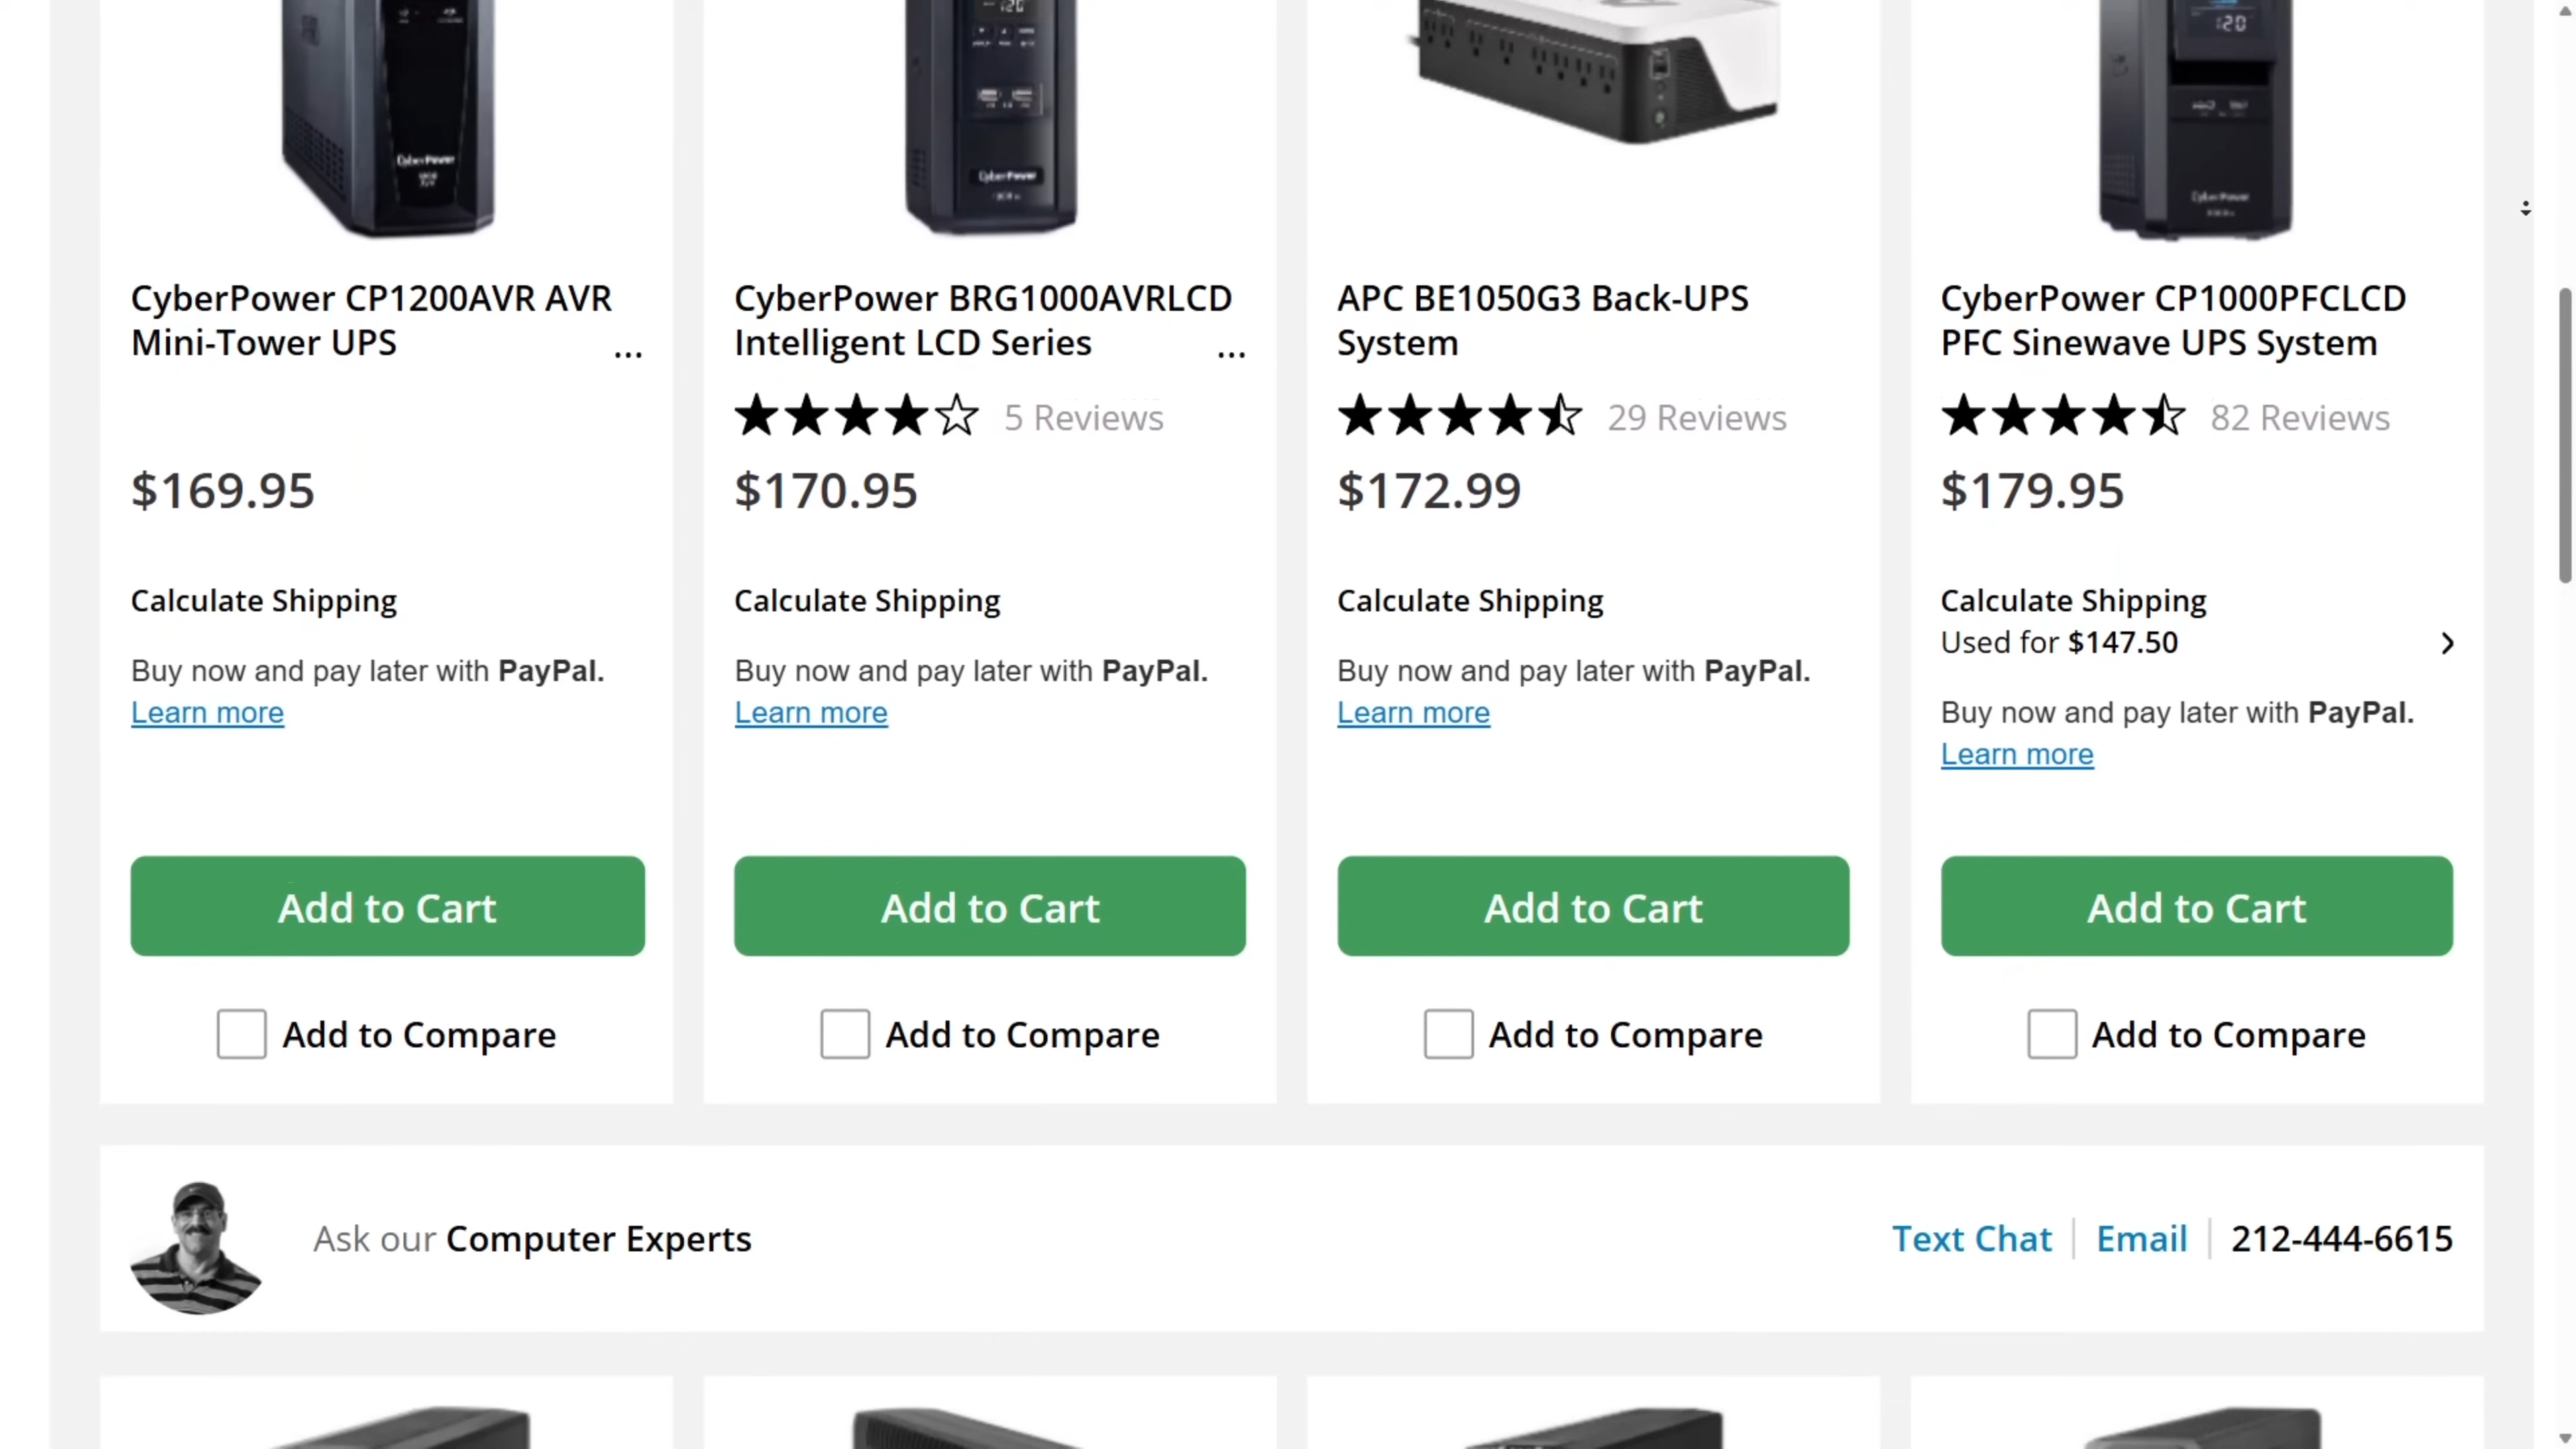 120
120
CyberPower
CyberPower
CyberPower
CyberPower CP1200AVR AVR
Mini-Tower UPS ...
$169.95
Calculate Shipping
Buy now and pay later with PayPal.
Learn more
Add to Cart
Add to Compare
CyberPower BRG1000AVRLCD
Intelligent LCD Series ...
5 Reviews
$170.95
Calculate Shipping
Buy now and pay later with PayPal.
Learn more
Add to Cart
Add to Compare
APC BE1050G3 Back-UPS
System
29 Reviews
$172.99
Calculate Shipping
Buy now and pay later with PayPal.
Learn more
Add to Cart
Add to Compare
CyberPower CP1000PFCLCD
PFC Sinewave UPS System
82 Reviews
$179.95
Calculate Shipping
Used for $147.50
Buy now and pay later with PayPal.
Learn more
Add to Cart
Add to Compare
Ask our Computer Experts
Text Chat | Email | 212-444-6615